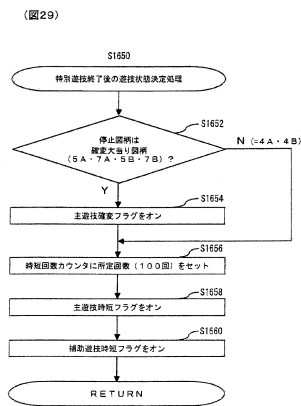 (図29)
S1650
特別遊技終了後の遊技状態決定処理
S1652
停止図柄は
確変大当り図柄
(5A・7A・5B・7B)?
N (=4A・4B)
Y
S1654
主遊技確変フラグをオン
S1656
時短回数カウンタに所定回数(100回)をセット
S1658
主遊技時短フラグをオン
S1660
補助遊技時短フラグをオン
RETURN